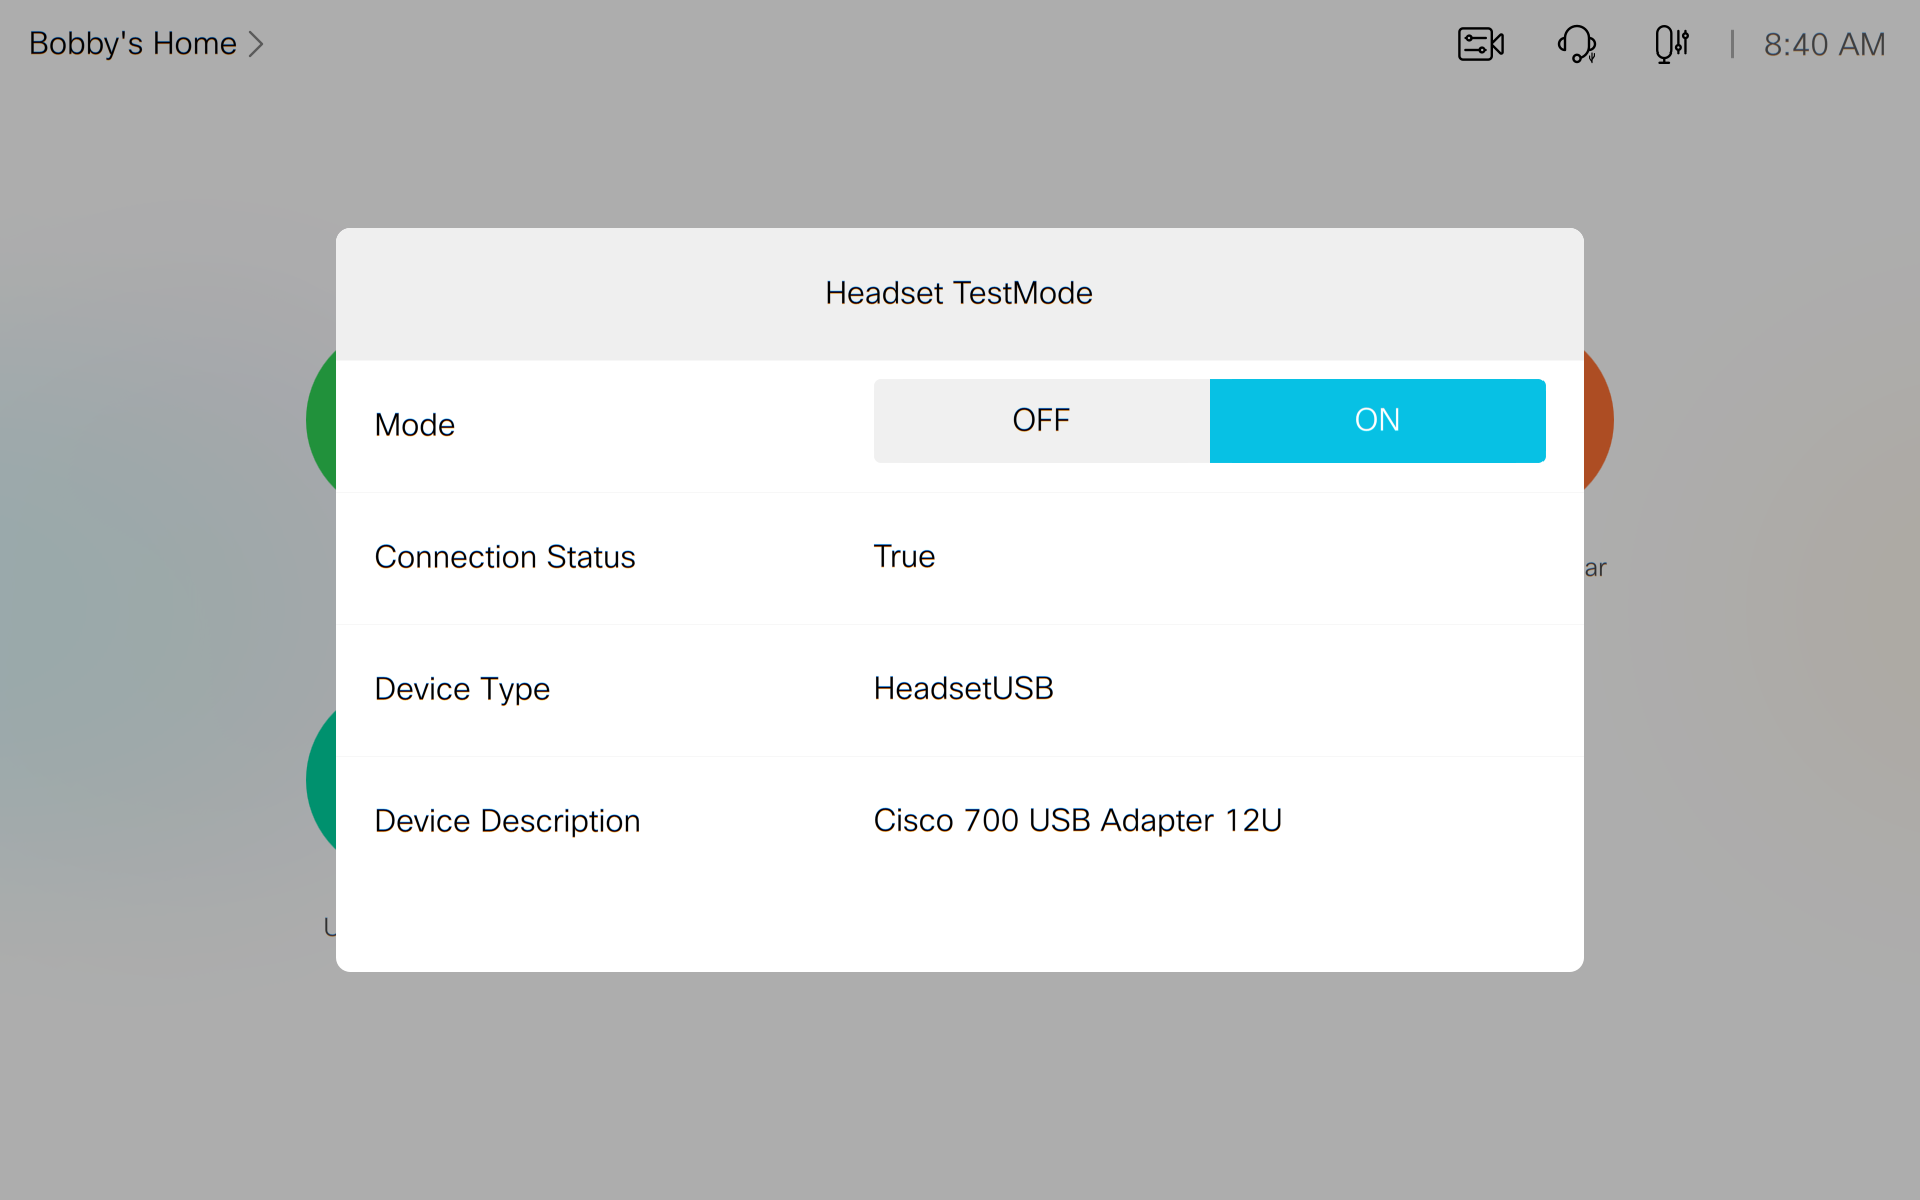 Bobby's Home
8:40 AM
Headset TestMode
Mode
OFF
ON
Connection Status
True
Device Type
HeadsetUSB
Device Description
Cisco 700 USB Adapter 12U
ar
U